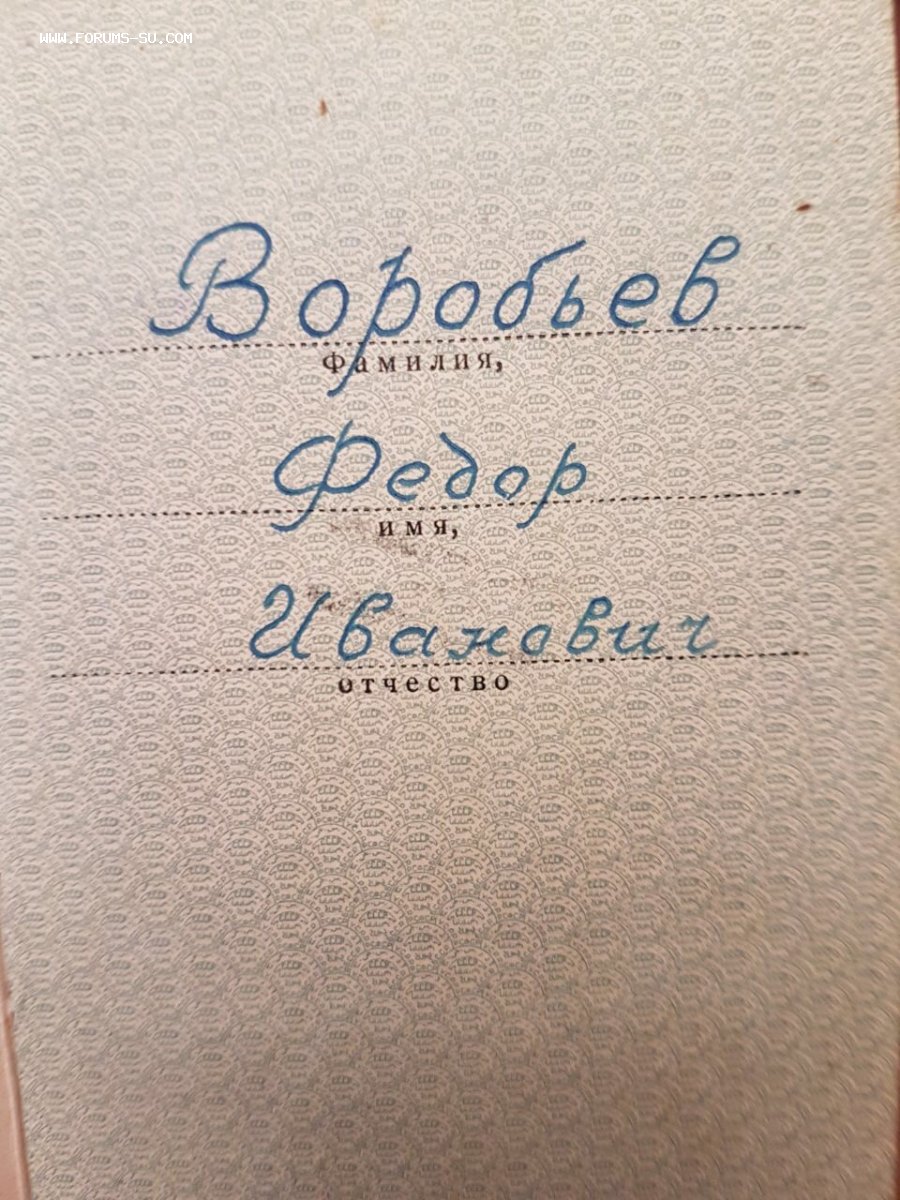 WWW.FORUMS-SU.COM
Воробьев
фамилия,
Федор
имя,
Иванович
отчество